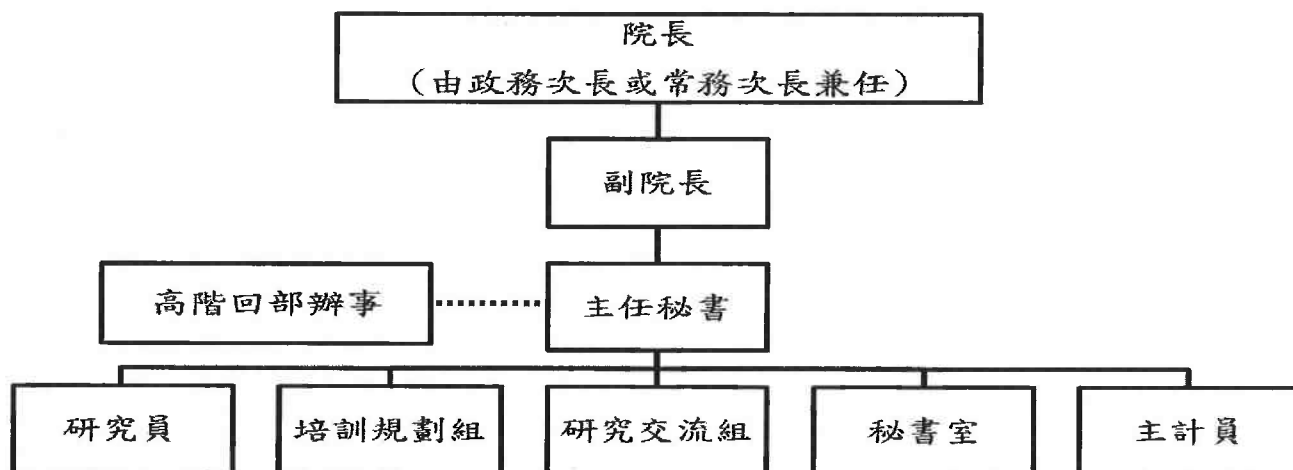 院長
（由政務次長或常務次長兼任）
副院長
高階回部辦事
主任秘書
研究員
培訓規劃組
研究交流組
秘書室
主計員